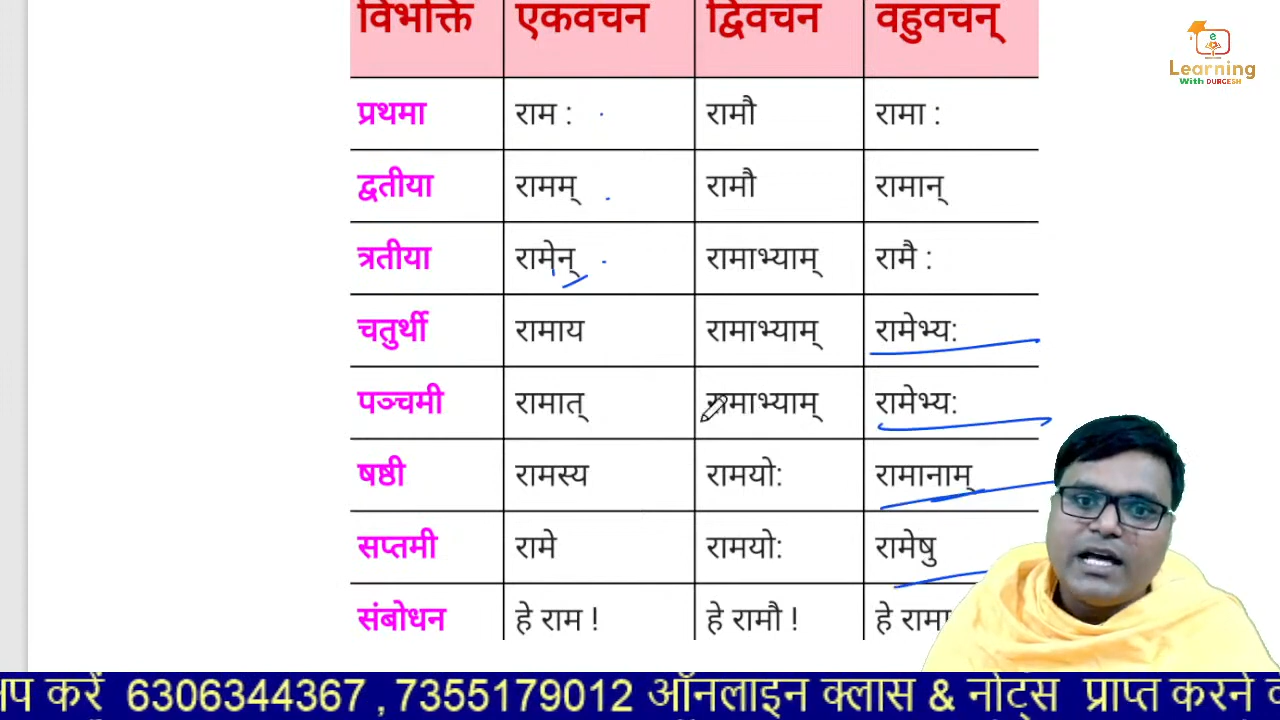 विभक्ति एकवचन द्विवचन वहुवचन्
प्रथमा राम : रामौ रामा :
द्वतीया रामम् रामौ रामान्
त्रतीया रामेन् रामाभ्याम् रामै :
चतुर्थी रामाय रामाभ्याम् रामेभ्य:
पञ्चमी रामात् रामाभ्याम् रामेभ्य:
षष्ठी रामस्य रामयो: रामानाम्
सप्तमी रामे रामयो: रामेषु
संबोधन हे राम ! हे रामौ ! हे
e
Learning
With DURGESH
करें 6306344367 ,7355179012 ऑनलाइन क्लास & नोट्स प्राप्त करने